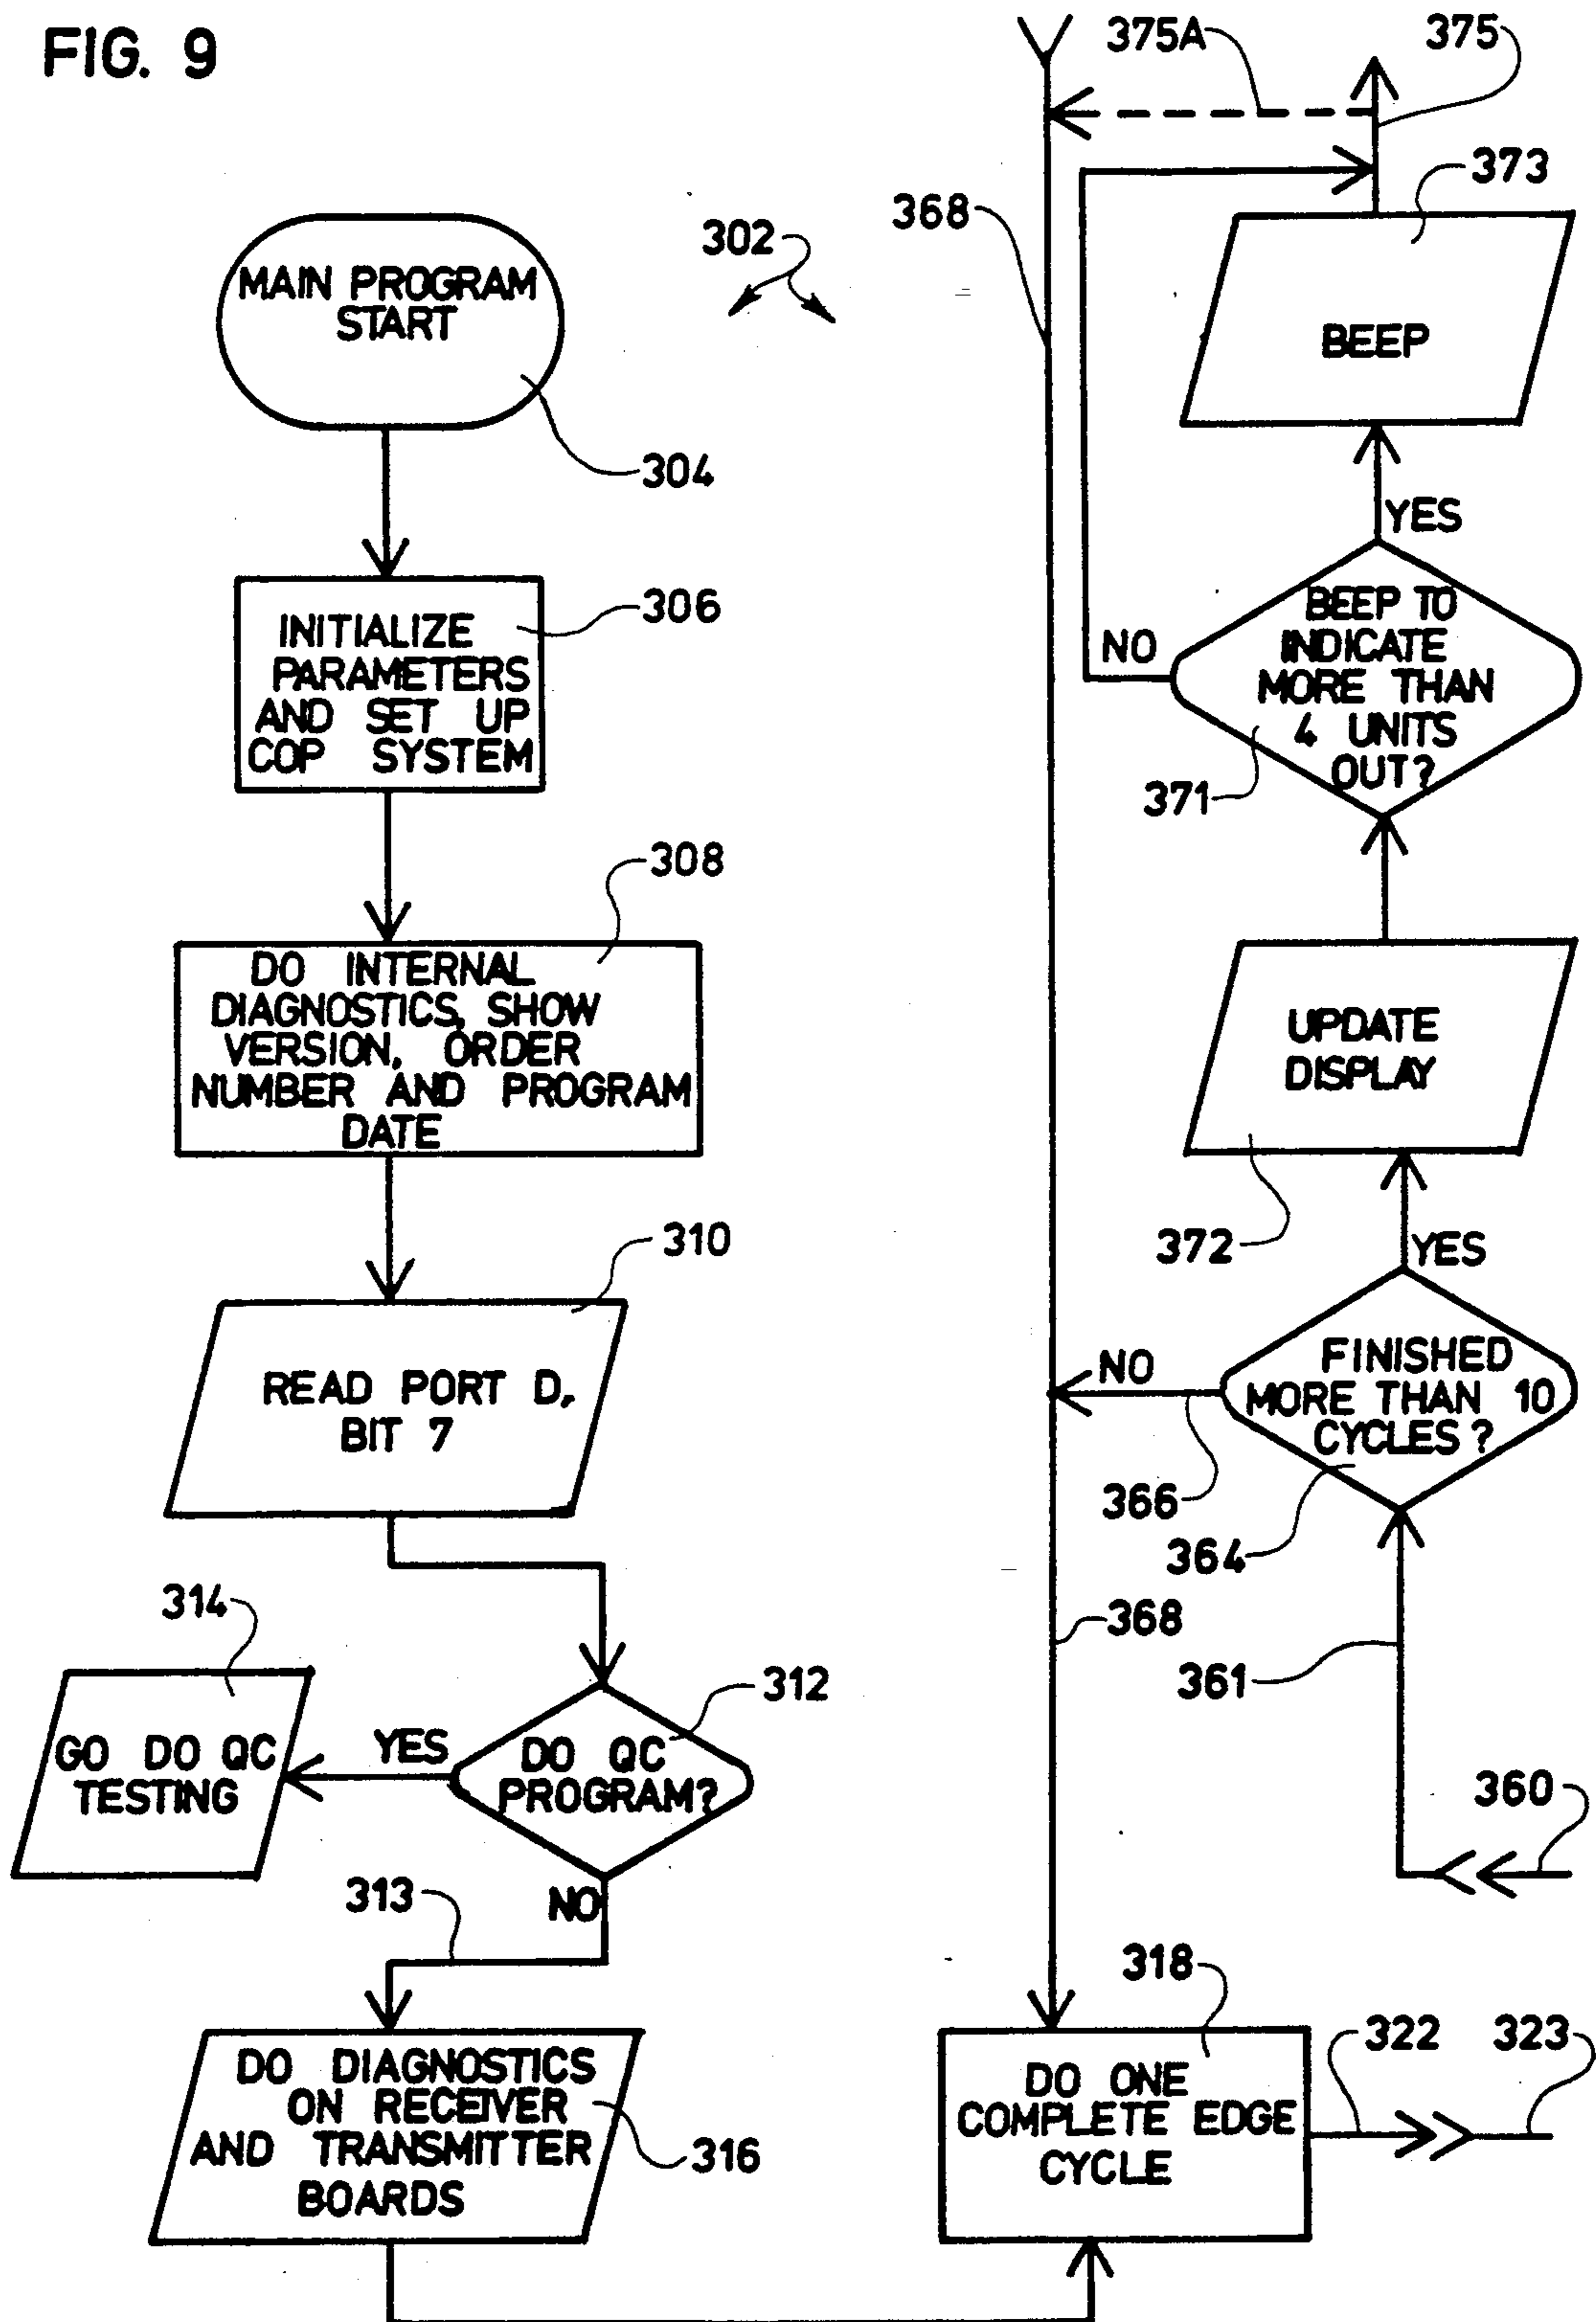 FIG. 9
MAIN PROGRAM
START
302
304
INITIALIZE
PARAMETERS
AND SET UP
COP SYSTEM
306
308
DO INTERNAL
DIAGNOSTICS, SHOW
VERSION, ORDER
NUMBER AND PROGRAM
DATE
310
READ PORT D,
BIT 7
314
312
GO DO QC
TESTING
YES
DO QC
PROGRAM?
313
NO
DO DIAGNOSTICS
ON RECEIVER
AND TRANSMITTER
BOARDS
316
375A
375
368
373
BEEP
YES
NO
BEEP TO
INDICATE
MORE THAN
4 UNITS
OUT?
371
UPDATE
DISPLAY
372
YES
NO
FINISHED
MORE THAN 10
CYCLES?
366
364
368
361
360
318
DO ONE
COMPLETE EDGE
CYCLE
322
323